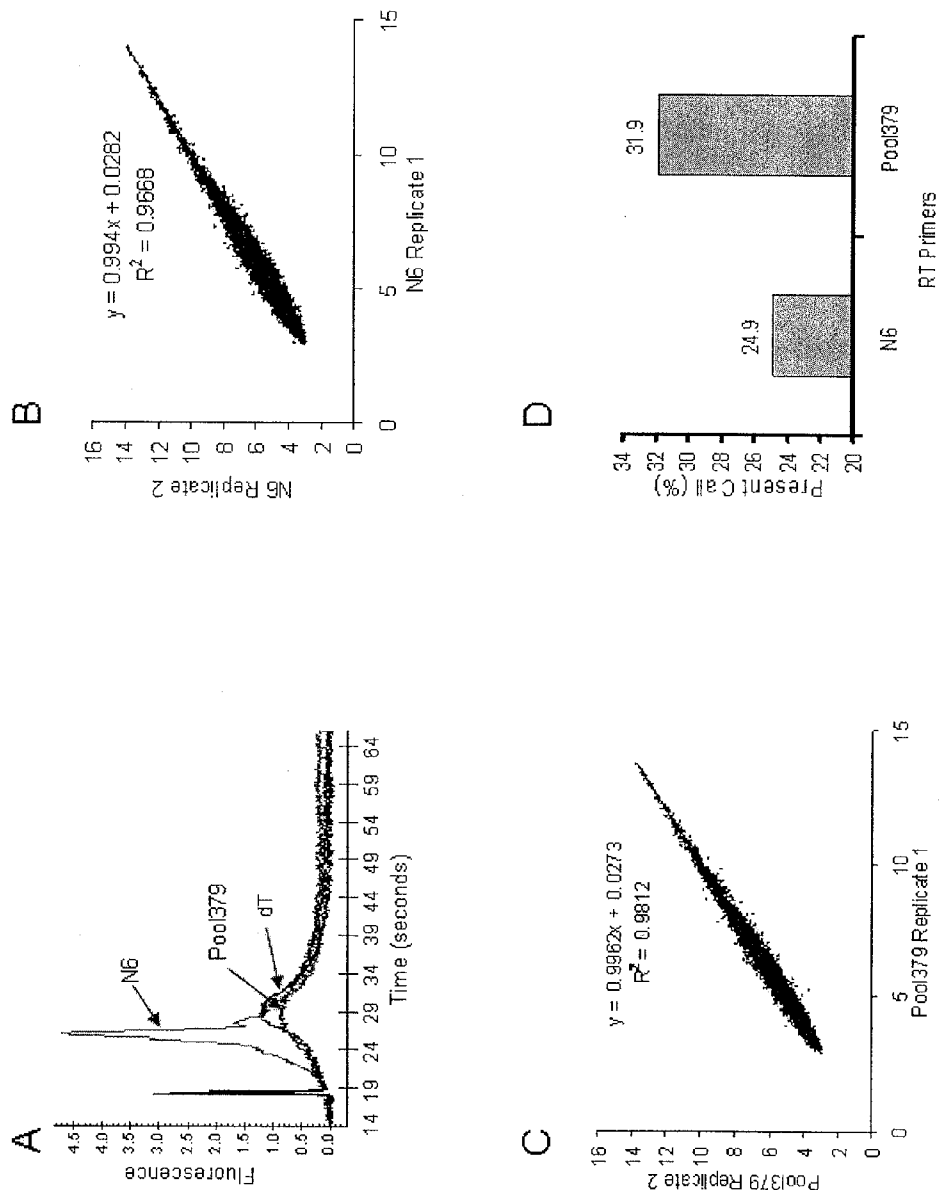 A
Fluorescence
4.5
4.0
3.5
3.0
2.5
2.0
1.5
1.0
0.5
0.0
14 19 24 29 34 39 44 49 54 59 64
Time (seconds)
N6
Pool379
dT
B
N6 Replicate 2
16
14
12
10
8
6
4
2
0
0 5 10 15
N6 Replicate 1
y = 0.994x + 0.0282
R² = 0.9668
C
Pool379 Replicate 2
16
14
12
10
8
6
4
2
0
0 5 10 15
Pool379 Replicate 1
y = 0.9962x + 0.0273
R² = 0.9812
D
Present Call (%)
34
32
30
28
26
24
22
20
24.9
31.9
N6 Pool379
RT Primers